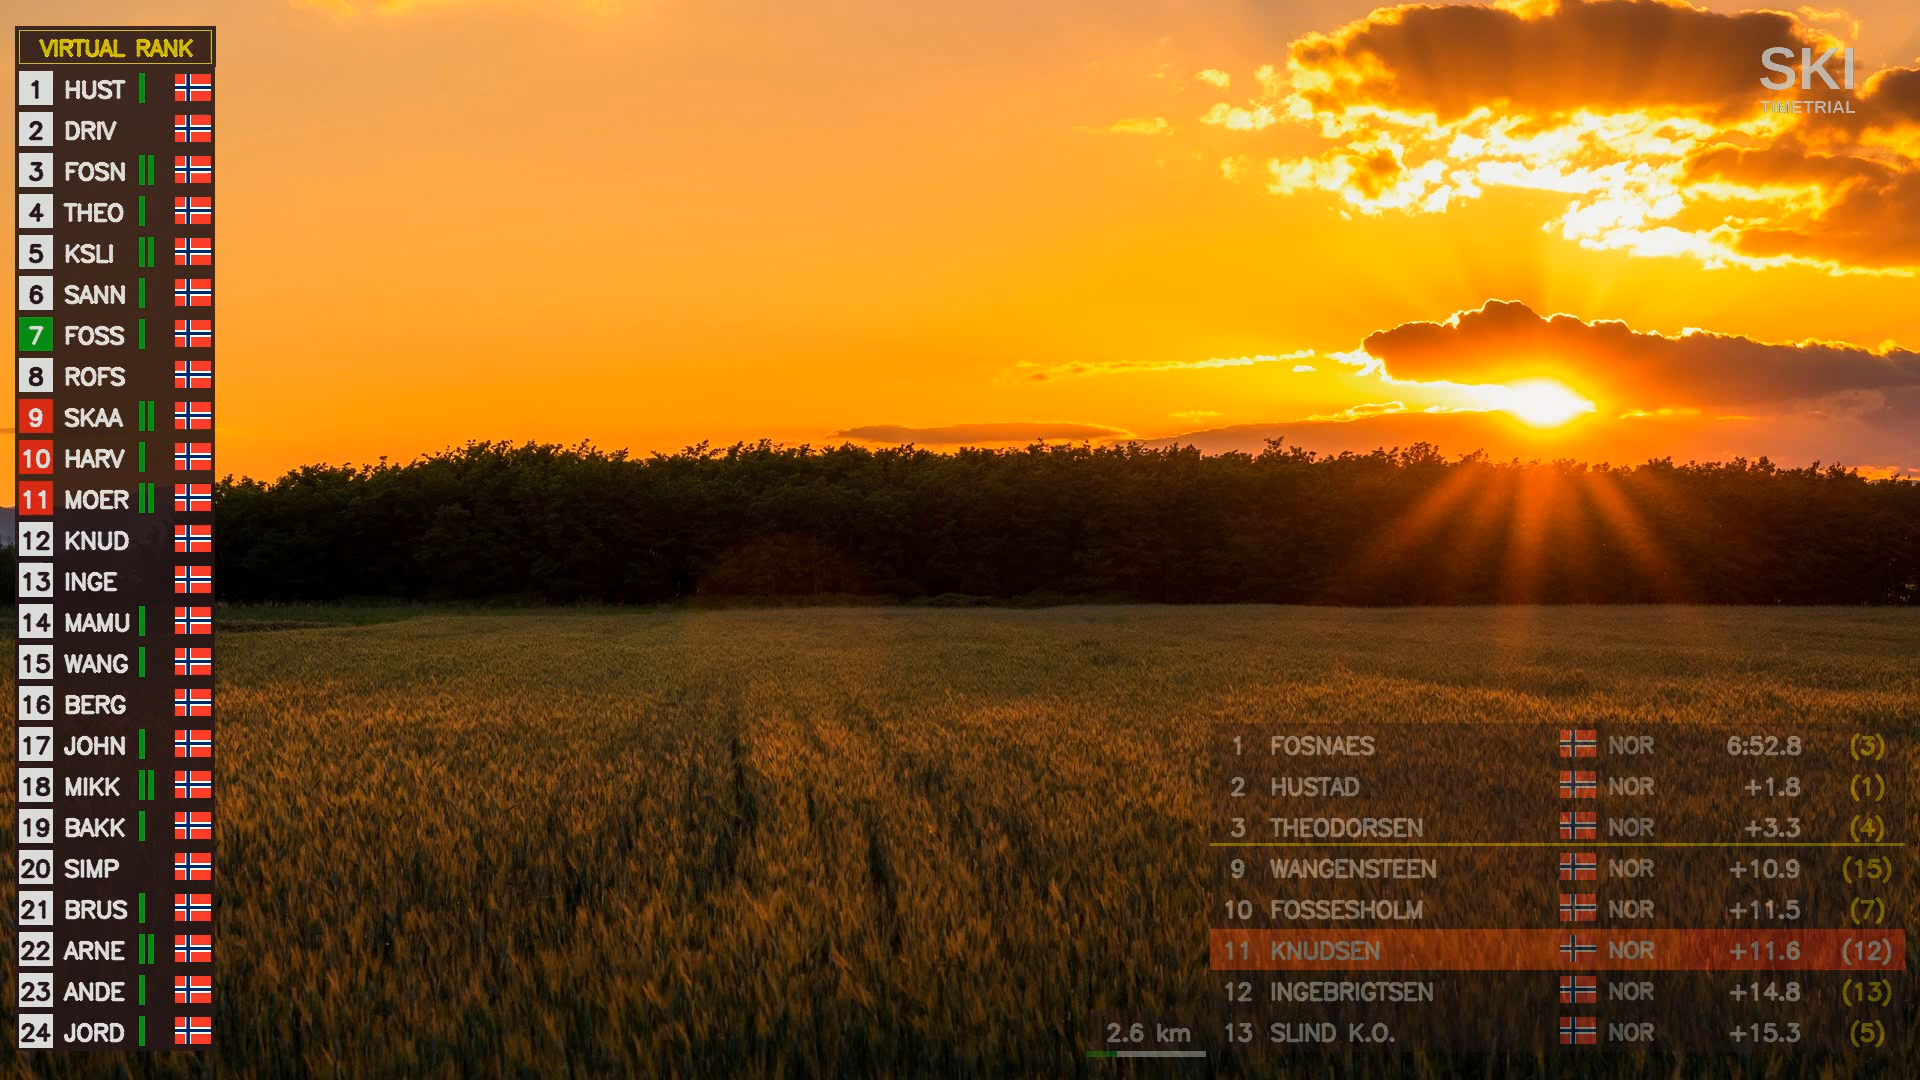 VIRTUAL RANK
1 HUST
2 DRIV
3 FOSN
4 THEO
5 KSLI
6 SANN
7 FOSS
8 ROFS
9 SKAA
10 HARV
11 MOER
12 KNUD
13 INGE
14 MAMU
15 WANG
16 BERG
17 JOHN
18 MIKK
19 BAKK
20 SIMP
21 BRUS
22 ARNE
23 ANDE
24 JORD
SKI
TIMETRIAL
1 FOSNAES NOR 6:52.8 (3)
2 HUSTAD NOR +1.8 (1)
3 THEODORSEN NOR +3.3 (4)
9 WANGENSTEEN NOR +10.9 (15)
10 FOSSESHOLM NOR +11.5 (7)
11 KNUDSEN NOR +11.6 (12)
12 INGEBRIGTSEN NOR +14.8 (13)
13 SLIND K.O. NOR +15.3 (5)
2.6 km